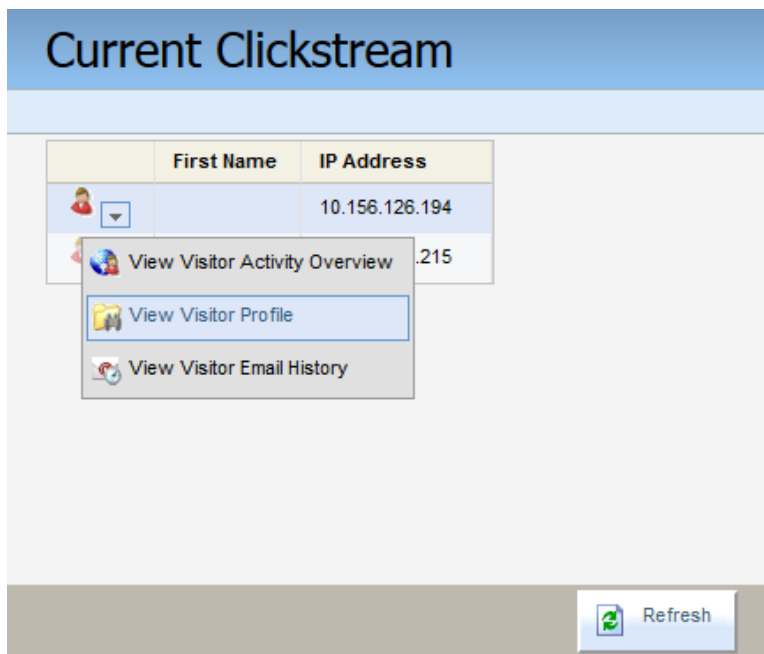 Current Clickstream
First Name IP Address
10.156.126.194
.215
View Visitor Activity Overview
View Visitor Profile
View Visitor Email History
Refresh